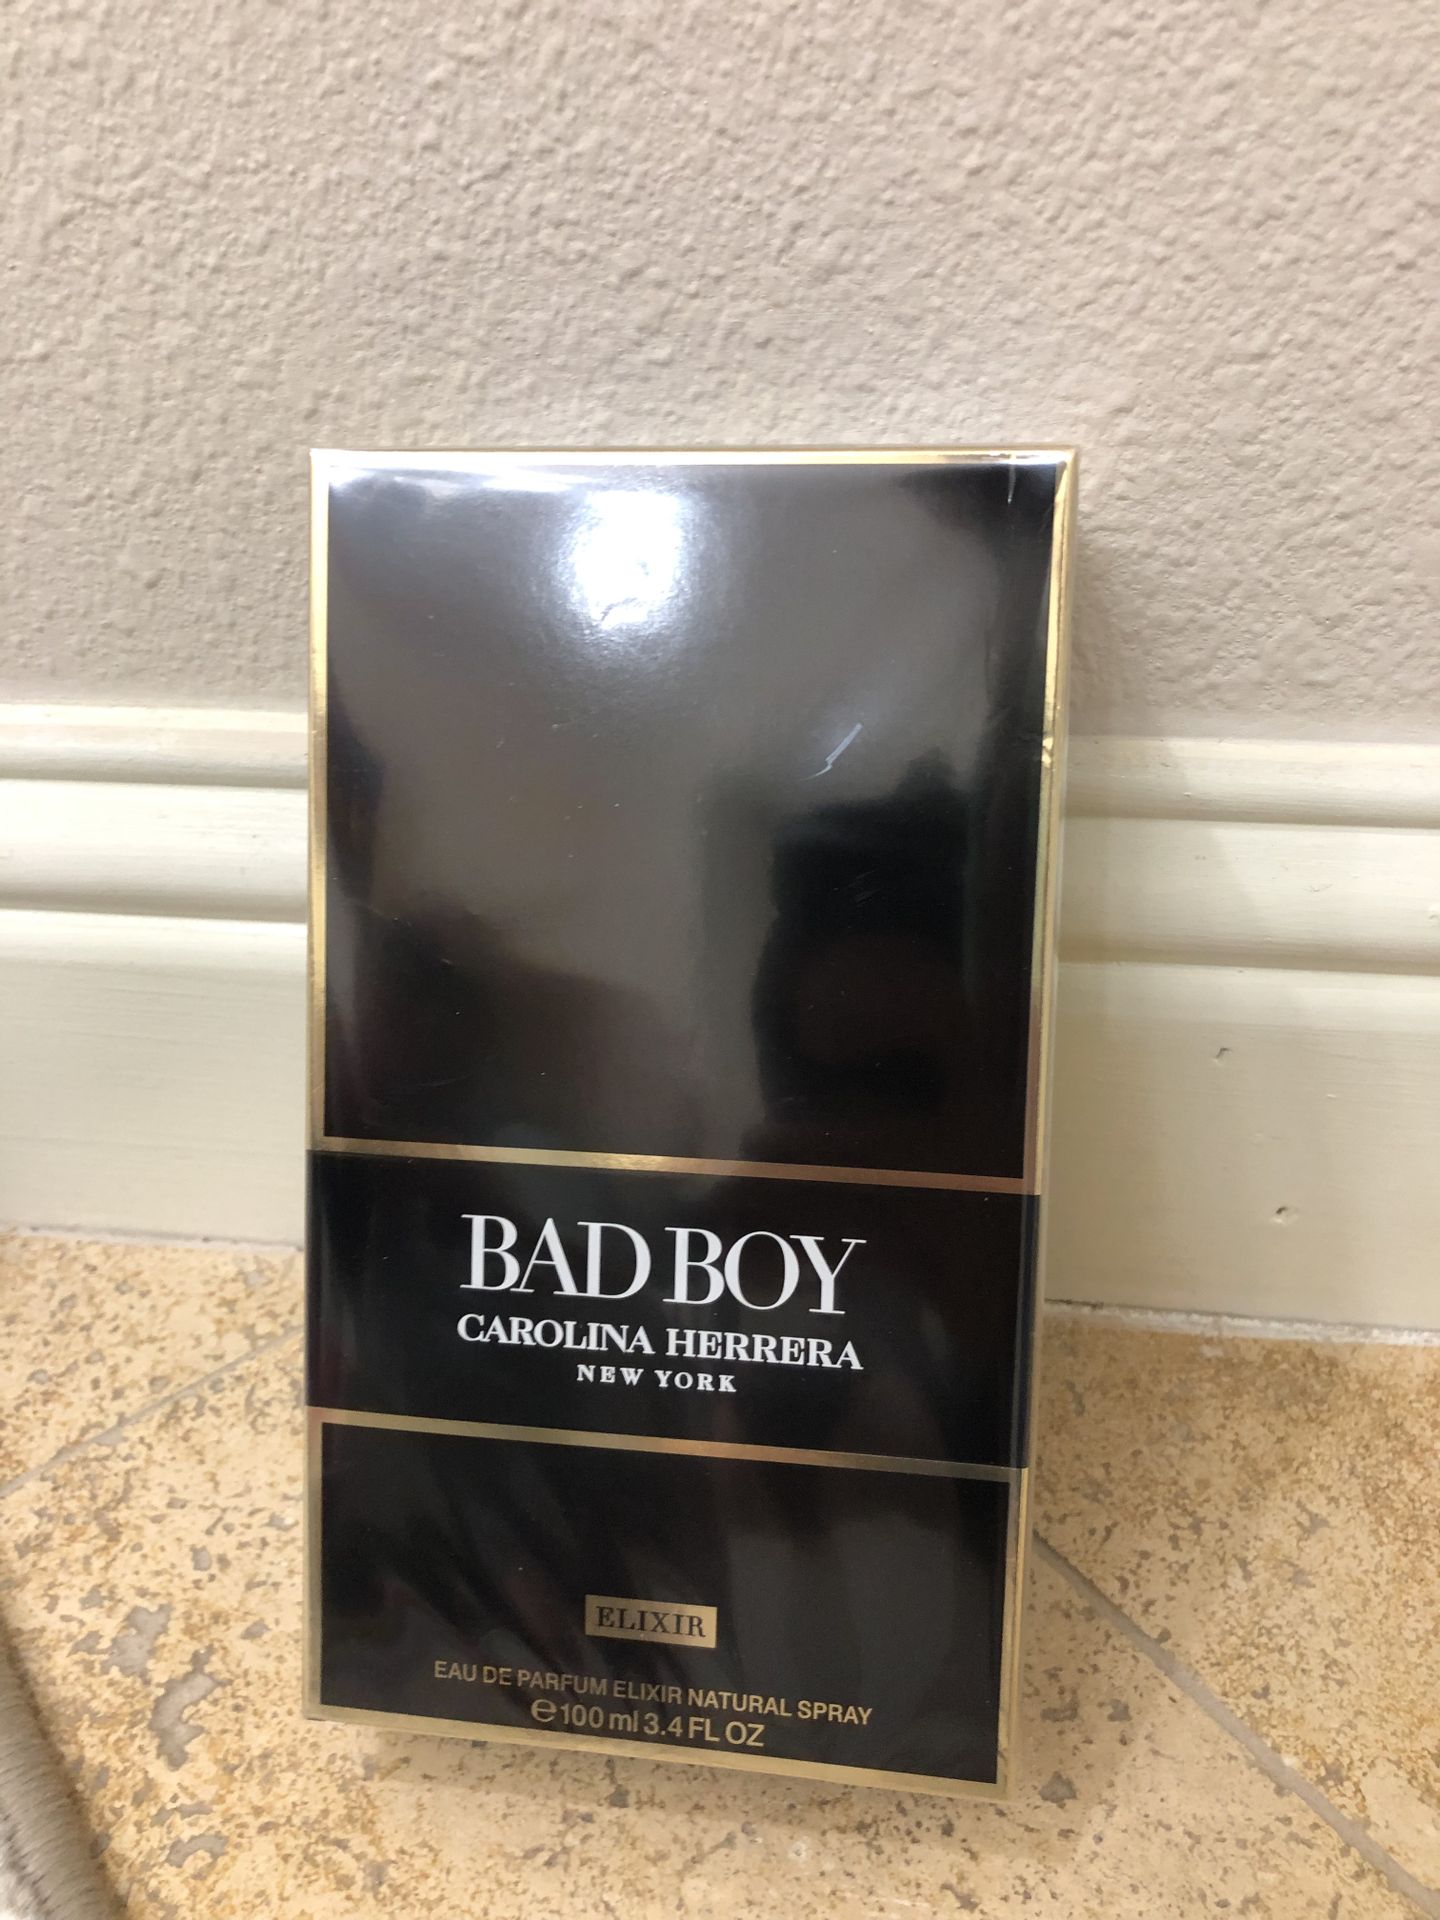 BAD BOY
CAROLINA HERRERA
NEW YORK
ELIXIR
EAU DE PARFUM ELIXIR NATURAL SPRAY
℮100 ml 3.4 FL OZ